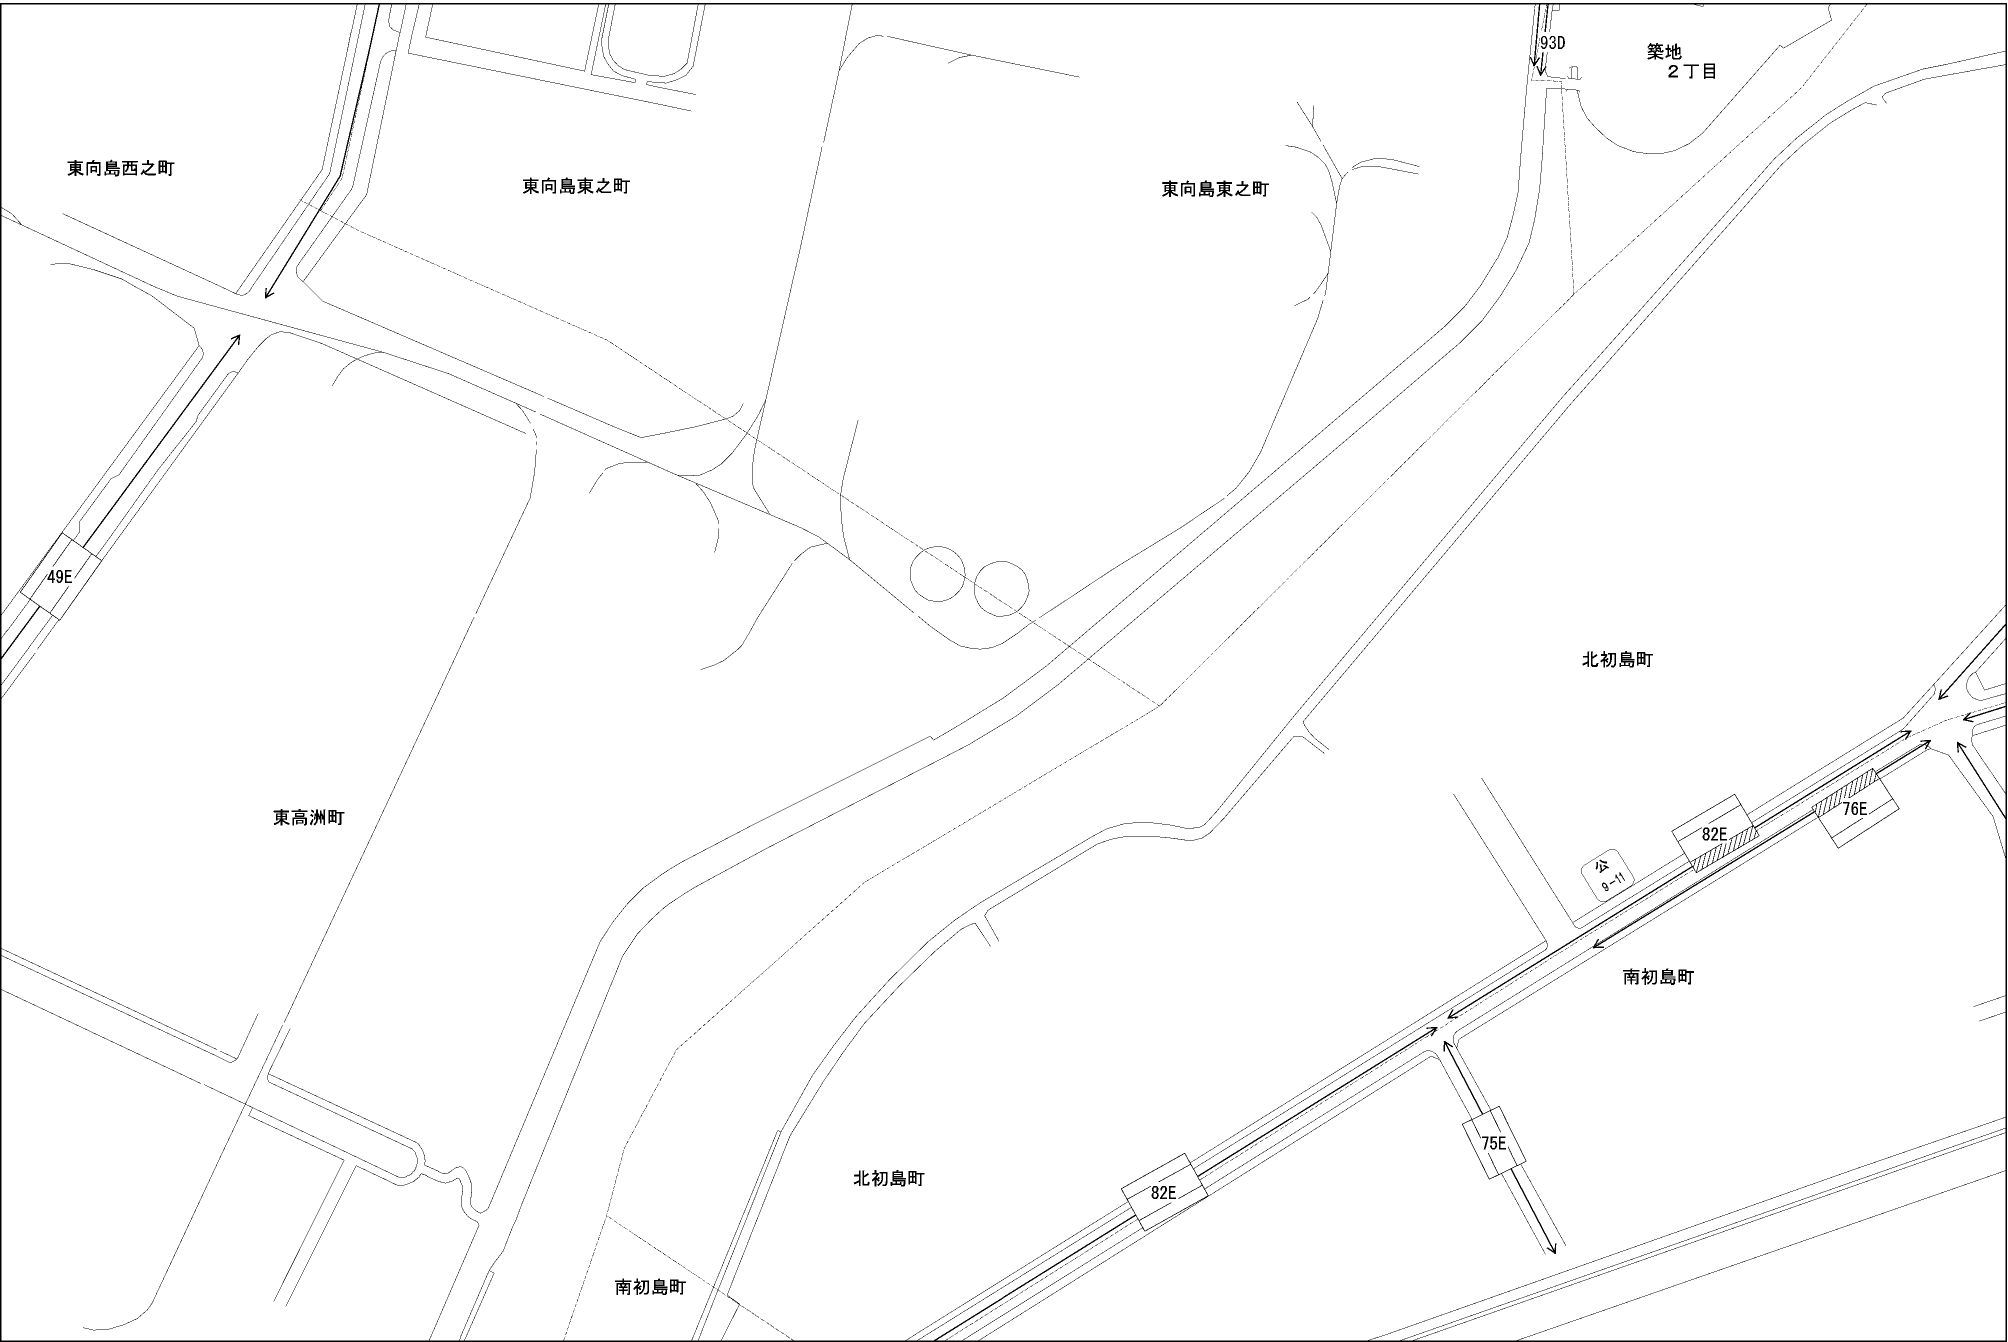 93D
築地
2丁目
東向島西之町
東向島東之町
東向島東之町
49E
北初島町
東高洲町
76E
82E
公
9-11
南初島町
75E
北初島町
82E
南初島町